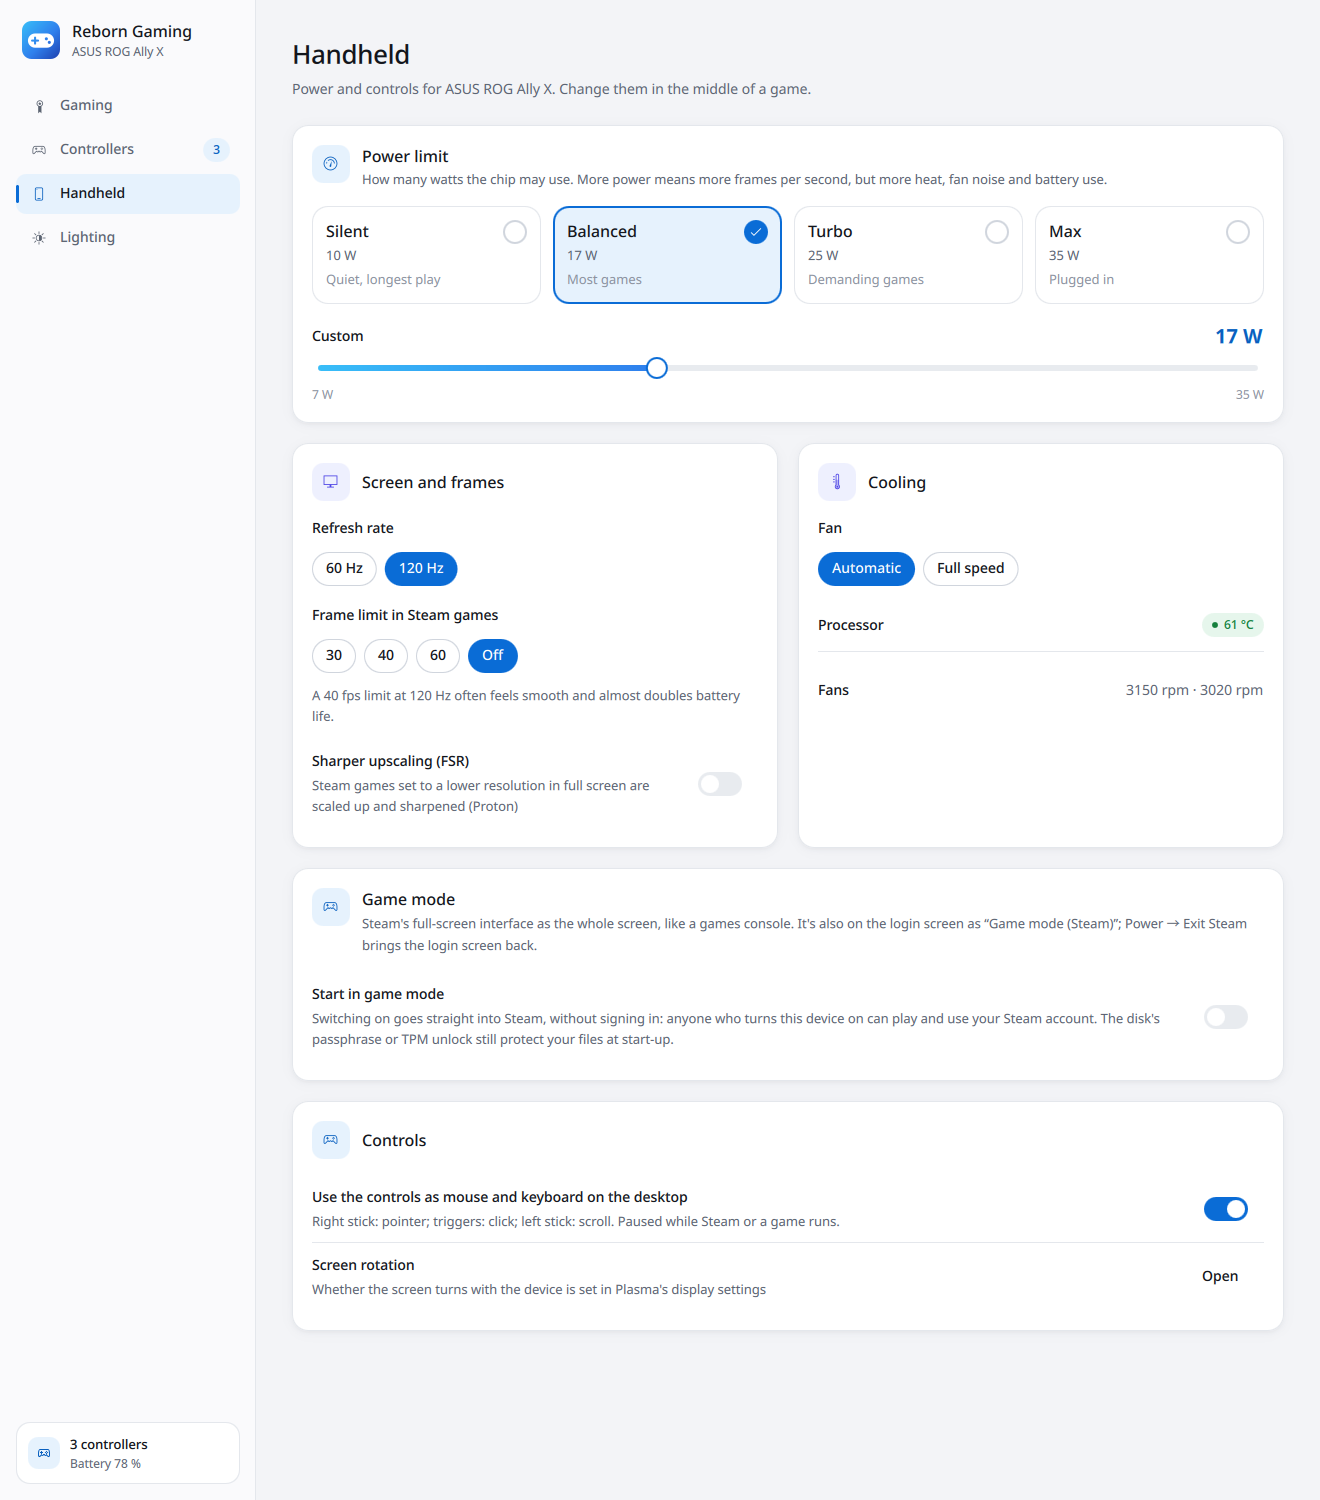 Reborn Gaming
ASUS ROG Ally X
Gaming
Controllers
3
Handheld
Lighting
3 controllers
Battery 78 %
Handheld
Power and controls for ASUS ROG Ally X. Change them in the middle of a game.
Power limit
How many watts the chip may use. More power means more frames per second, but more heat, fan noise and battery use.
Silent
10 W
Quiet, longest play
Balanced
17 W
Most games
Turbo
25 W
Demanding games
Max
35 W
Plugged in
Custom
17 W
7 W
35 W
Screen and frames
Refresh rate
60 Hz
120 Hz
Frame limit in Steam games
30
40
60
Off
A 40 fps limit at 120 Hz often feels smooth and almost doubles battery
life.
Sharper upscaling (FSR)
Steam games set to a lower resolution in full screen are
scaled up and sharpened (Proton)
Cooling
Fan
Automatic
Full speed
Processor
61 °C
Fans
3150 rpm · 3020 rpm
Game mode
Steam's full-screen interface as the whole screen, like a games console. It's also on the login screen as “Game mode (Steam)”; Power → Exit Steam
brings the login screen back.
Start in game mode
Switching on goes straight into Steam, without signing in: anyone who turns this device on can play and use your Steam account. The disk's
passphrase or TPM unlock still protect your files at start-up.
Controls
Use the controls as mouse and keyboard on the desktop
Right stick: pointer; triggers: click; left stick: scroll. Paused while Steam or a game runs.
Screen rotation
Whether the screen turns with the device is set in Plasma's display settings
Open